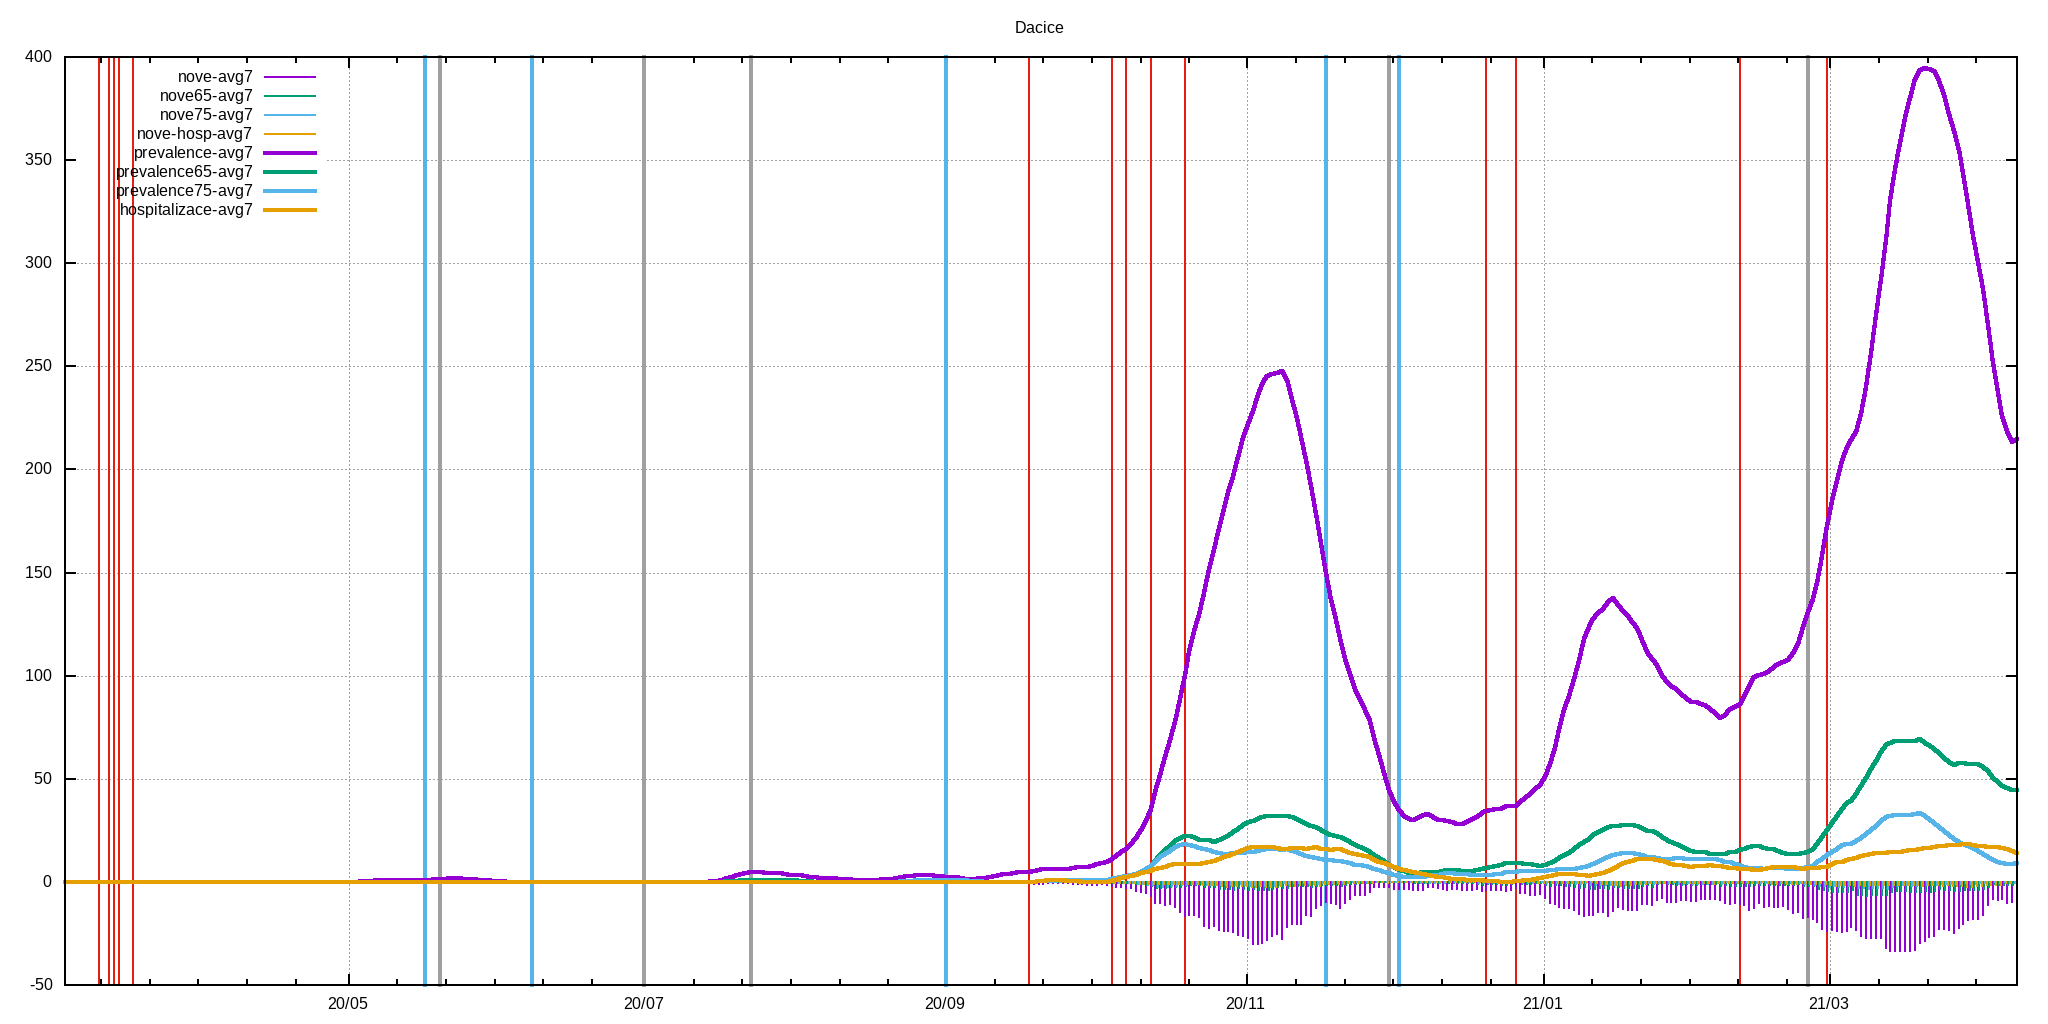 Dacice
400
350
300
250
200
150
100
50
0
-50
nove-avg7
nove65-avg7
nove75-avg7
nove-hosp-avg7
prevalence-avg7
prevalence65-avg7
prevalence75-avg7
hospitalizace-avg7
20/05
20/07
20/09
20/11
21/01
21/03